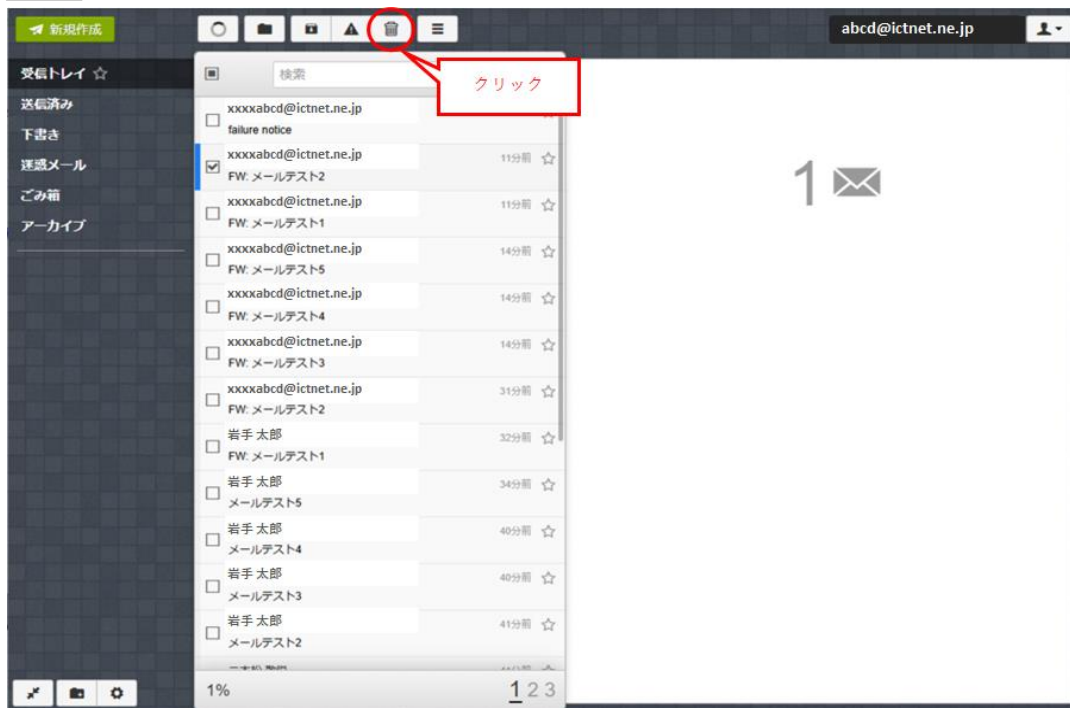 新規作成
abcd@ictnet.ne.jp
受信トレイ
送信済み
下書き
迷惑メール
ごみ箱
アーカイブ
検索
クリック
xxxxabcd@ictnet.ne.jp
failure notice
xxxxabcd@ictnet.ne.jp 11分前
FW: メールテスト2
xxxxabcd@ictnet.ne.jp 11分前
FW: メールテスト1
xxxxabcd@ictnet.ne.jp 14分前
FW: メールテスト5
xxxxabcd@ictnet.ne.jp 14分前
FW: メールテスト4
xxxxabcd@ictnet.ne.jp 14分前
FW: メールテスト3
xxxxabcd@ictnet.ne.jp 31分前
FW: メールテスト2
岩手 太郎 32分前
FW: メールテスト1
岩手 太郎 34分前
メールテスト5
岩手 太郎 40分前
メールテスト4
岩手 太郎 40分前
メールテスト3
岩手 太郎 41分前
メールテスト2
1%
1 2 3
1